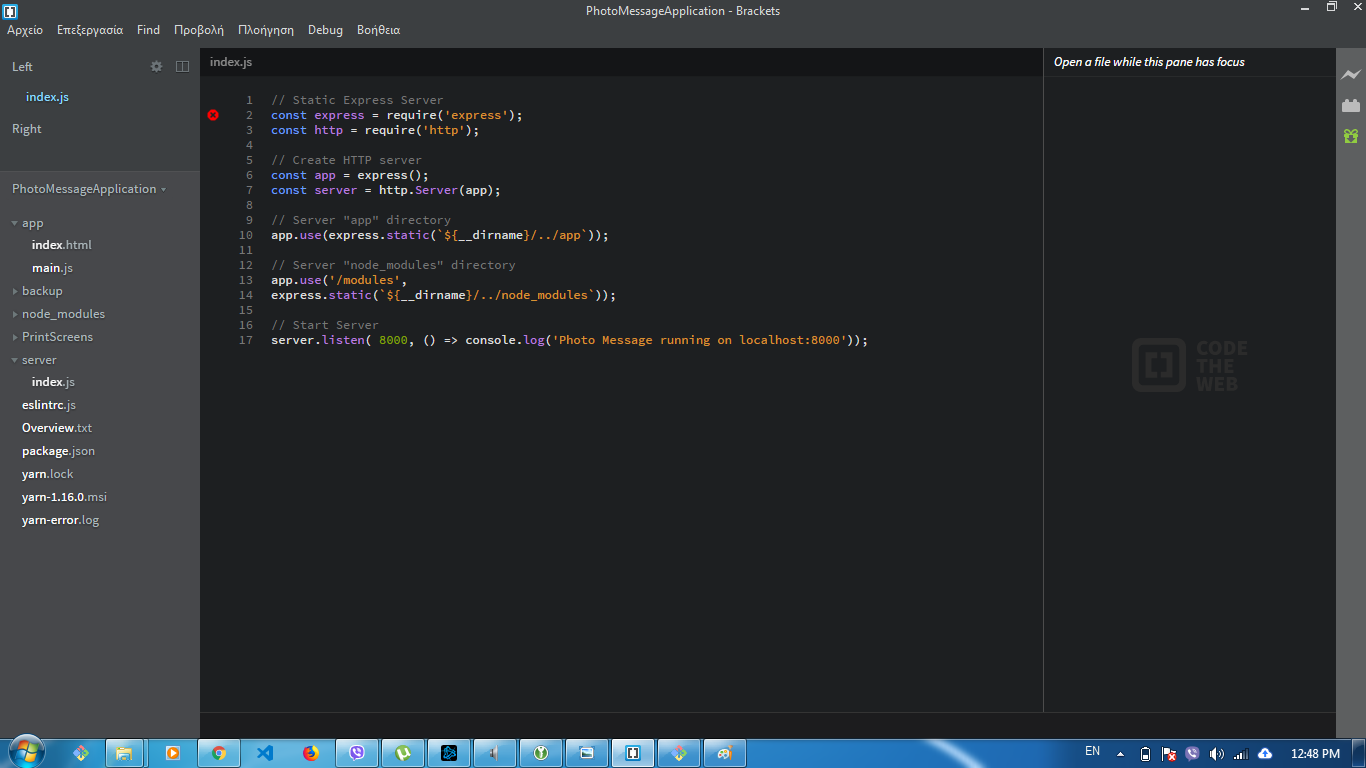 PhotoMessageApplication - Brackets
Αρχείο Επεξεργασία Find Προβολή Πλοήγηση Debug Βοήθεια
Left
index.js
Right
PhotoMessageApplication
app
index.html
main.js
backup
node_modules
PrintScreens
server
index.js
eslintrc.js
Overview.txt
package.json
yarn.lock
yarn-1.16.0.msi
yarn-error.log
index.js
1 // Static Express Server
2 const express = require('express');
3 const http = require('http');
4
5 // Create HTTP server
6 const app = express();
7 const server = http.Server(app);
8
9 // Server "app" directory
10 app.use(express.static(`${__dirname}/../app`));
11
12 // Server "node_modules" directory
13 app.use('/modules',
14 express.static(`${__dirname}/../node_modules`));
15
16 // Start Server
17 server.listen( 8000, () => console.log('Photo Message running on localhost:8000'));
Open a file while this pane has focus
CODE
THE
WEB
EN
12:48 PM